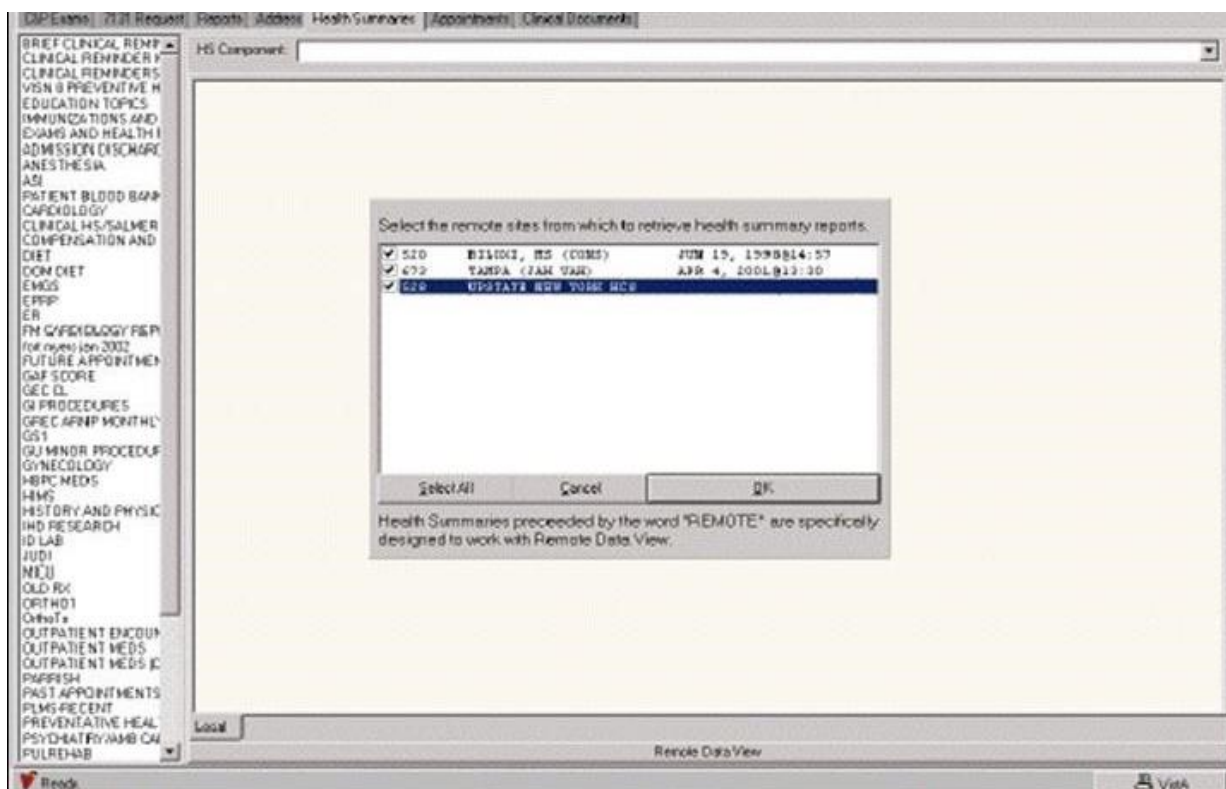 C&P Exams 7131 Request Reports Address Health Summaries Appointments Clinical Documents
HS Component:
BRIEF CLINICAL REMI
CLINICAL REMINDER
CLINICAL REMINDERS
VISN 8 PREVENTIVE H
EDUCATION TOPICS
IMMUNIZATIONS AND
EXAMS AND HEALTH
ADMISSION DISCHARG
ANESTHESIA
ASI
PATIENT BLOOD BANK
CARDIOLOGY
CLINICAL HS/SALMER
COMPENSATION AND
DIET
DOM DIET
EMGS
EPRP
ER
FM CARDIOLOGY REP
jan 2002
FUTURE APPOINTMEN
GAF SCORE
GEC
GI PROCEDURES
GREC ARNP MONTHLY
GS1
GU MINOR PROCEDUR
GYNECOLOGY
HBPC MEDS
HIMS
HISTORY AND PHYSIC
IHD RESEARCH
ID LAB
JUDI
MICU
OLD RX
ORTHO1
OrthoTx
OUTPATIENT ENCOUN
OUTPATIENT MEDS
OUTPATIENT MEDS
PARRISH
PAST APPOINTMENTS
PLMS-RECENT
PREVENTATIVE HEAL
PSYCHIATRY/AMB CA
PULREHAB
Select the remote sites from which to retrieve health summary reports.
520 BILOXI, MS (COMS) JUN 19, 1998@14:57
673 TAMPA (JAH VAH) APR 4, 2001@13:30
528 UPSTATE NEW YORK HCS
Select All Cancel OK
Health Summaries preceeded by the word "REMOTE" are specifically
designed to work with Remote Data View.
Local
Remote Data View
Ready VistA